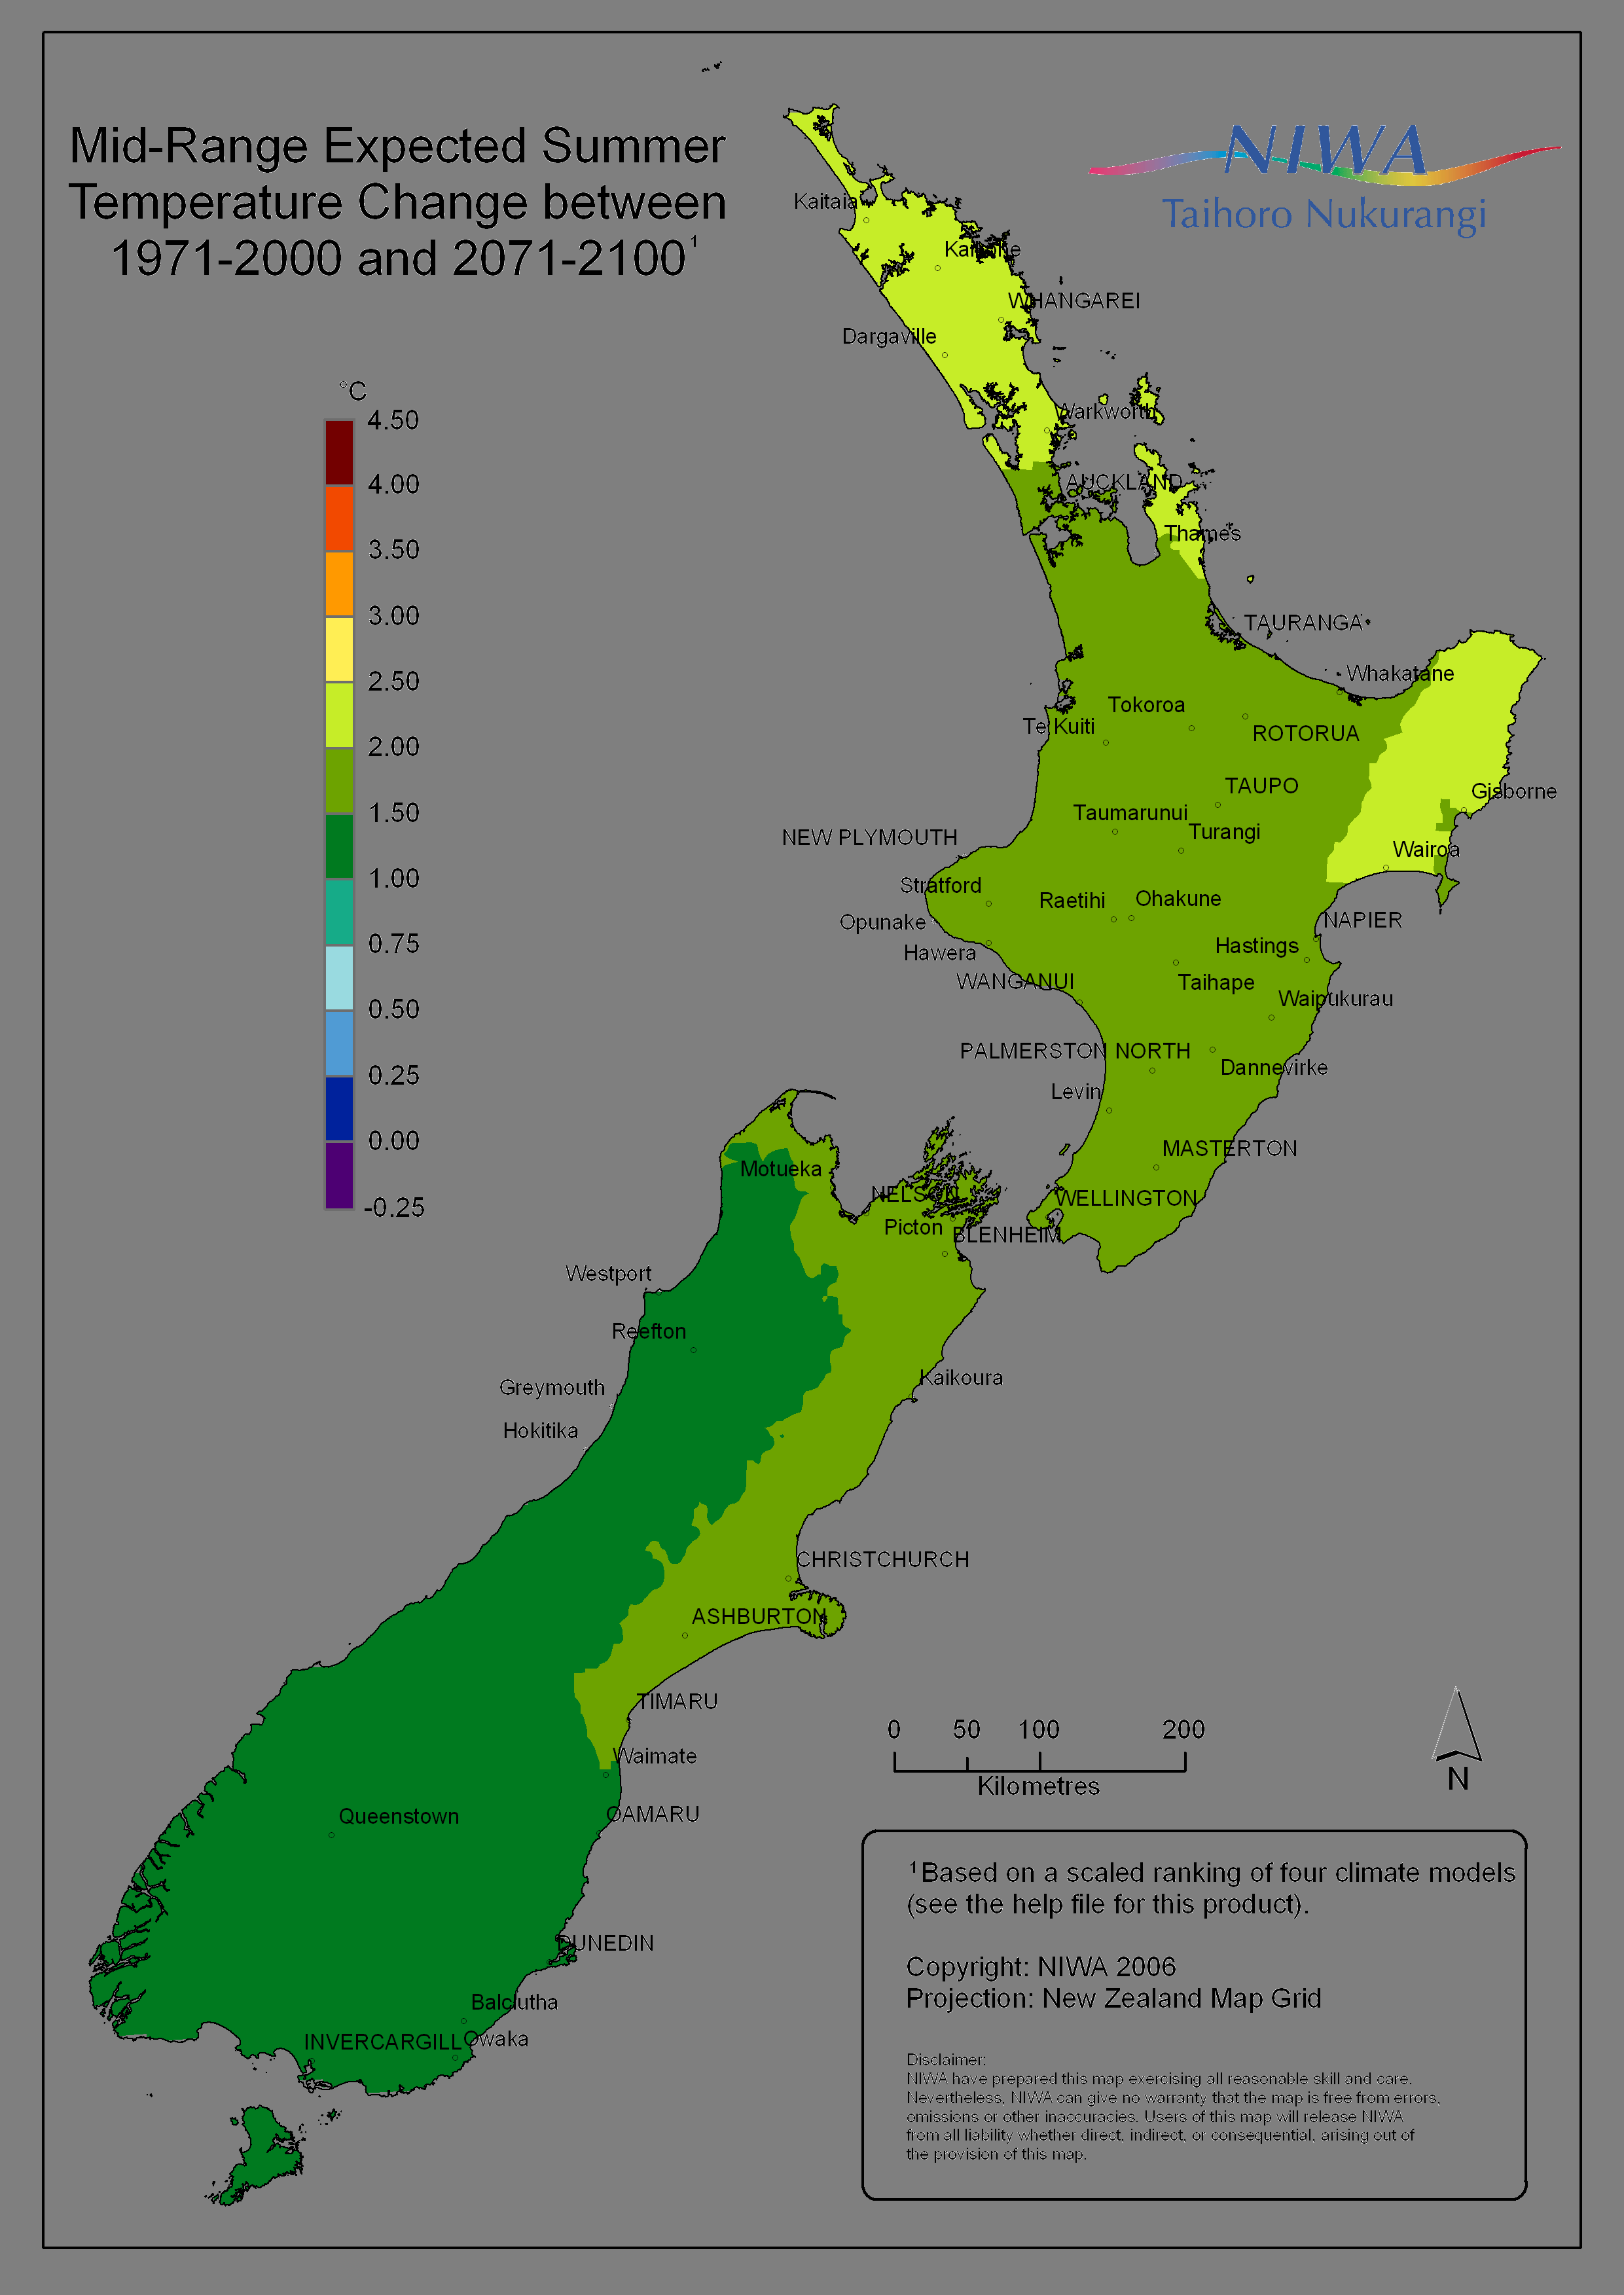 Mid-Range Expected Summer
Temperature Change between
1971-2000 and 2071-2100¹
NIWA
Taihoro Nukurangi
°C
4.50
4.00
3.50
3.00
2.50
2.00
1.50
1.00
0.75
0.50
0.25
0.00
-0.25
Kaitaia
Kaikohe
WHANGAREI
Dargaville
Warkworth
AUCKLAND
Thames
TAURANGA
Whakatane
Tokoroa
Te Kuiti
ROTORUA
TAUPO
Gisborne
Taumarunui
Turangi
NEW PLYMOUTH
Wairoa
Stratford
Raetihi
Ohakune
Opunake
NAPIER
Hawera
Hastings
WANGANUI
Taihape
Waipukurau
PALMERSTON NORTH
Dannevirke
Levin
MASTERTON
Motueka
NELSON
WELLINGTON
Picton
BLENHEIM
Westport
Reefton
Kaikoura
Greymouth
Hokitika
CHRISTCHURCH
ASHBURTON
TIMARU
Waimate
Queenstown
OAMARU
DUNEDIN
Balclutha
INVERCARGILL
Owaka
0 50 100 200
Kilometres
N
¹Based on a scaled ranking of four climate models
(see the help file for this product).
Copyright: NIWA 2006
Projection: New Zealand Map Grid
Disclaimer:
NIWA have prepared this map exercising all reasonable skill and care.
Nevertheless, NIWA can give no warranty that the map is free from errors,
omissions or other inaccuracies. Users of this map will release NIWA
from all liability whether direct, indirect, or consequential, arising out of
the provision of this map.